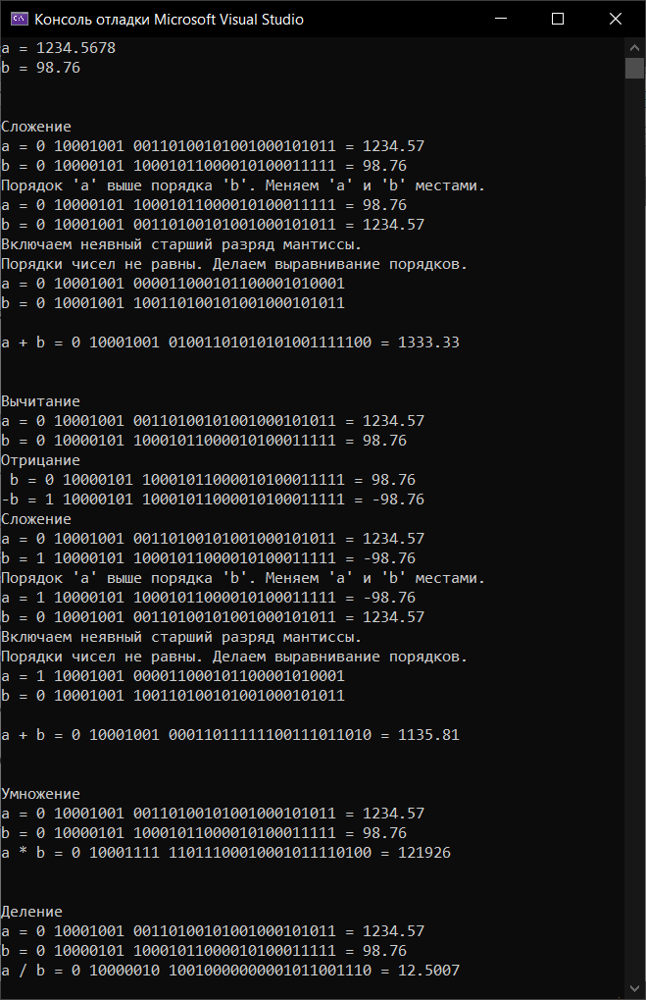 Консоль отладки Microsoft Visual Studio
a = 1234.5678
b = 98.76
Сложение
a = 0 10001001 00110100101001000101011 = 1234.57
b = 0 10000101 10001011000010100011111 = 98.76
Порядок 'a' выше порядка 'b'. Меняем 'a' и 'b' местами.
a = 0 10000101 10001011000010100011111 = 98.76
b = 0 10001001 00110100101001000101011 = 1234.57
Включаем неявный старший разряд мантиссы.
Порядки чисел не равны. Делаем выравнивание порядков.
a = 0 10001001 000011000101100001010001
b = 0 10001001 100110100101001000101011
a + b = 0 10001001 01001101010101001111100 = 1333.33
Вычитание
a = 0 10001001 00110100101001000101011 = 1234.57
b = 0 10000101 10001011000010100011111 = 98.76
Отрицание
b = 0 10000101 10001011000010100011111 = 98.76
-b = 1 10000101 10001011000010100011111 = -98.76
Сложение
a = 0 10001001 00110100101001000101011 = 1234.57
b = 1 10000101 10001011000010100011111 = -98.76
Порядок 'a' выше порядка 'b'. Меняем 'a' и 'b' местами.
a = 1 10000101 10001011000010100011111 = -98.76
b = 0 10001001 00110100101001000101011 = 1234.57
Включаем неявный старший разряд мантиссы.
Порядки чисел не равны. Делаем выравнивание порядков.
a = 1 10001001 000011000101100001010001
b = 0 10001001 100110100101001000101011
a + b = 0 10001001 00011011111100111011010 = 1135.81
Умножение
a = 0 10001001 00110100101001000101011 = 1234.57
b = 0 10000101 10001011000010100011111 = 98.76
a * b = 0 10001111 11011100010001011110100 = 121926
Деление
a = 0 10001001 00110100101001000101011 = 1234.57
b = 0 10000101 10001011000010100011111 = 98.76
a / b = 0 10000010 10010000000001011001110 = 12.5007